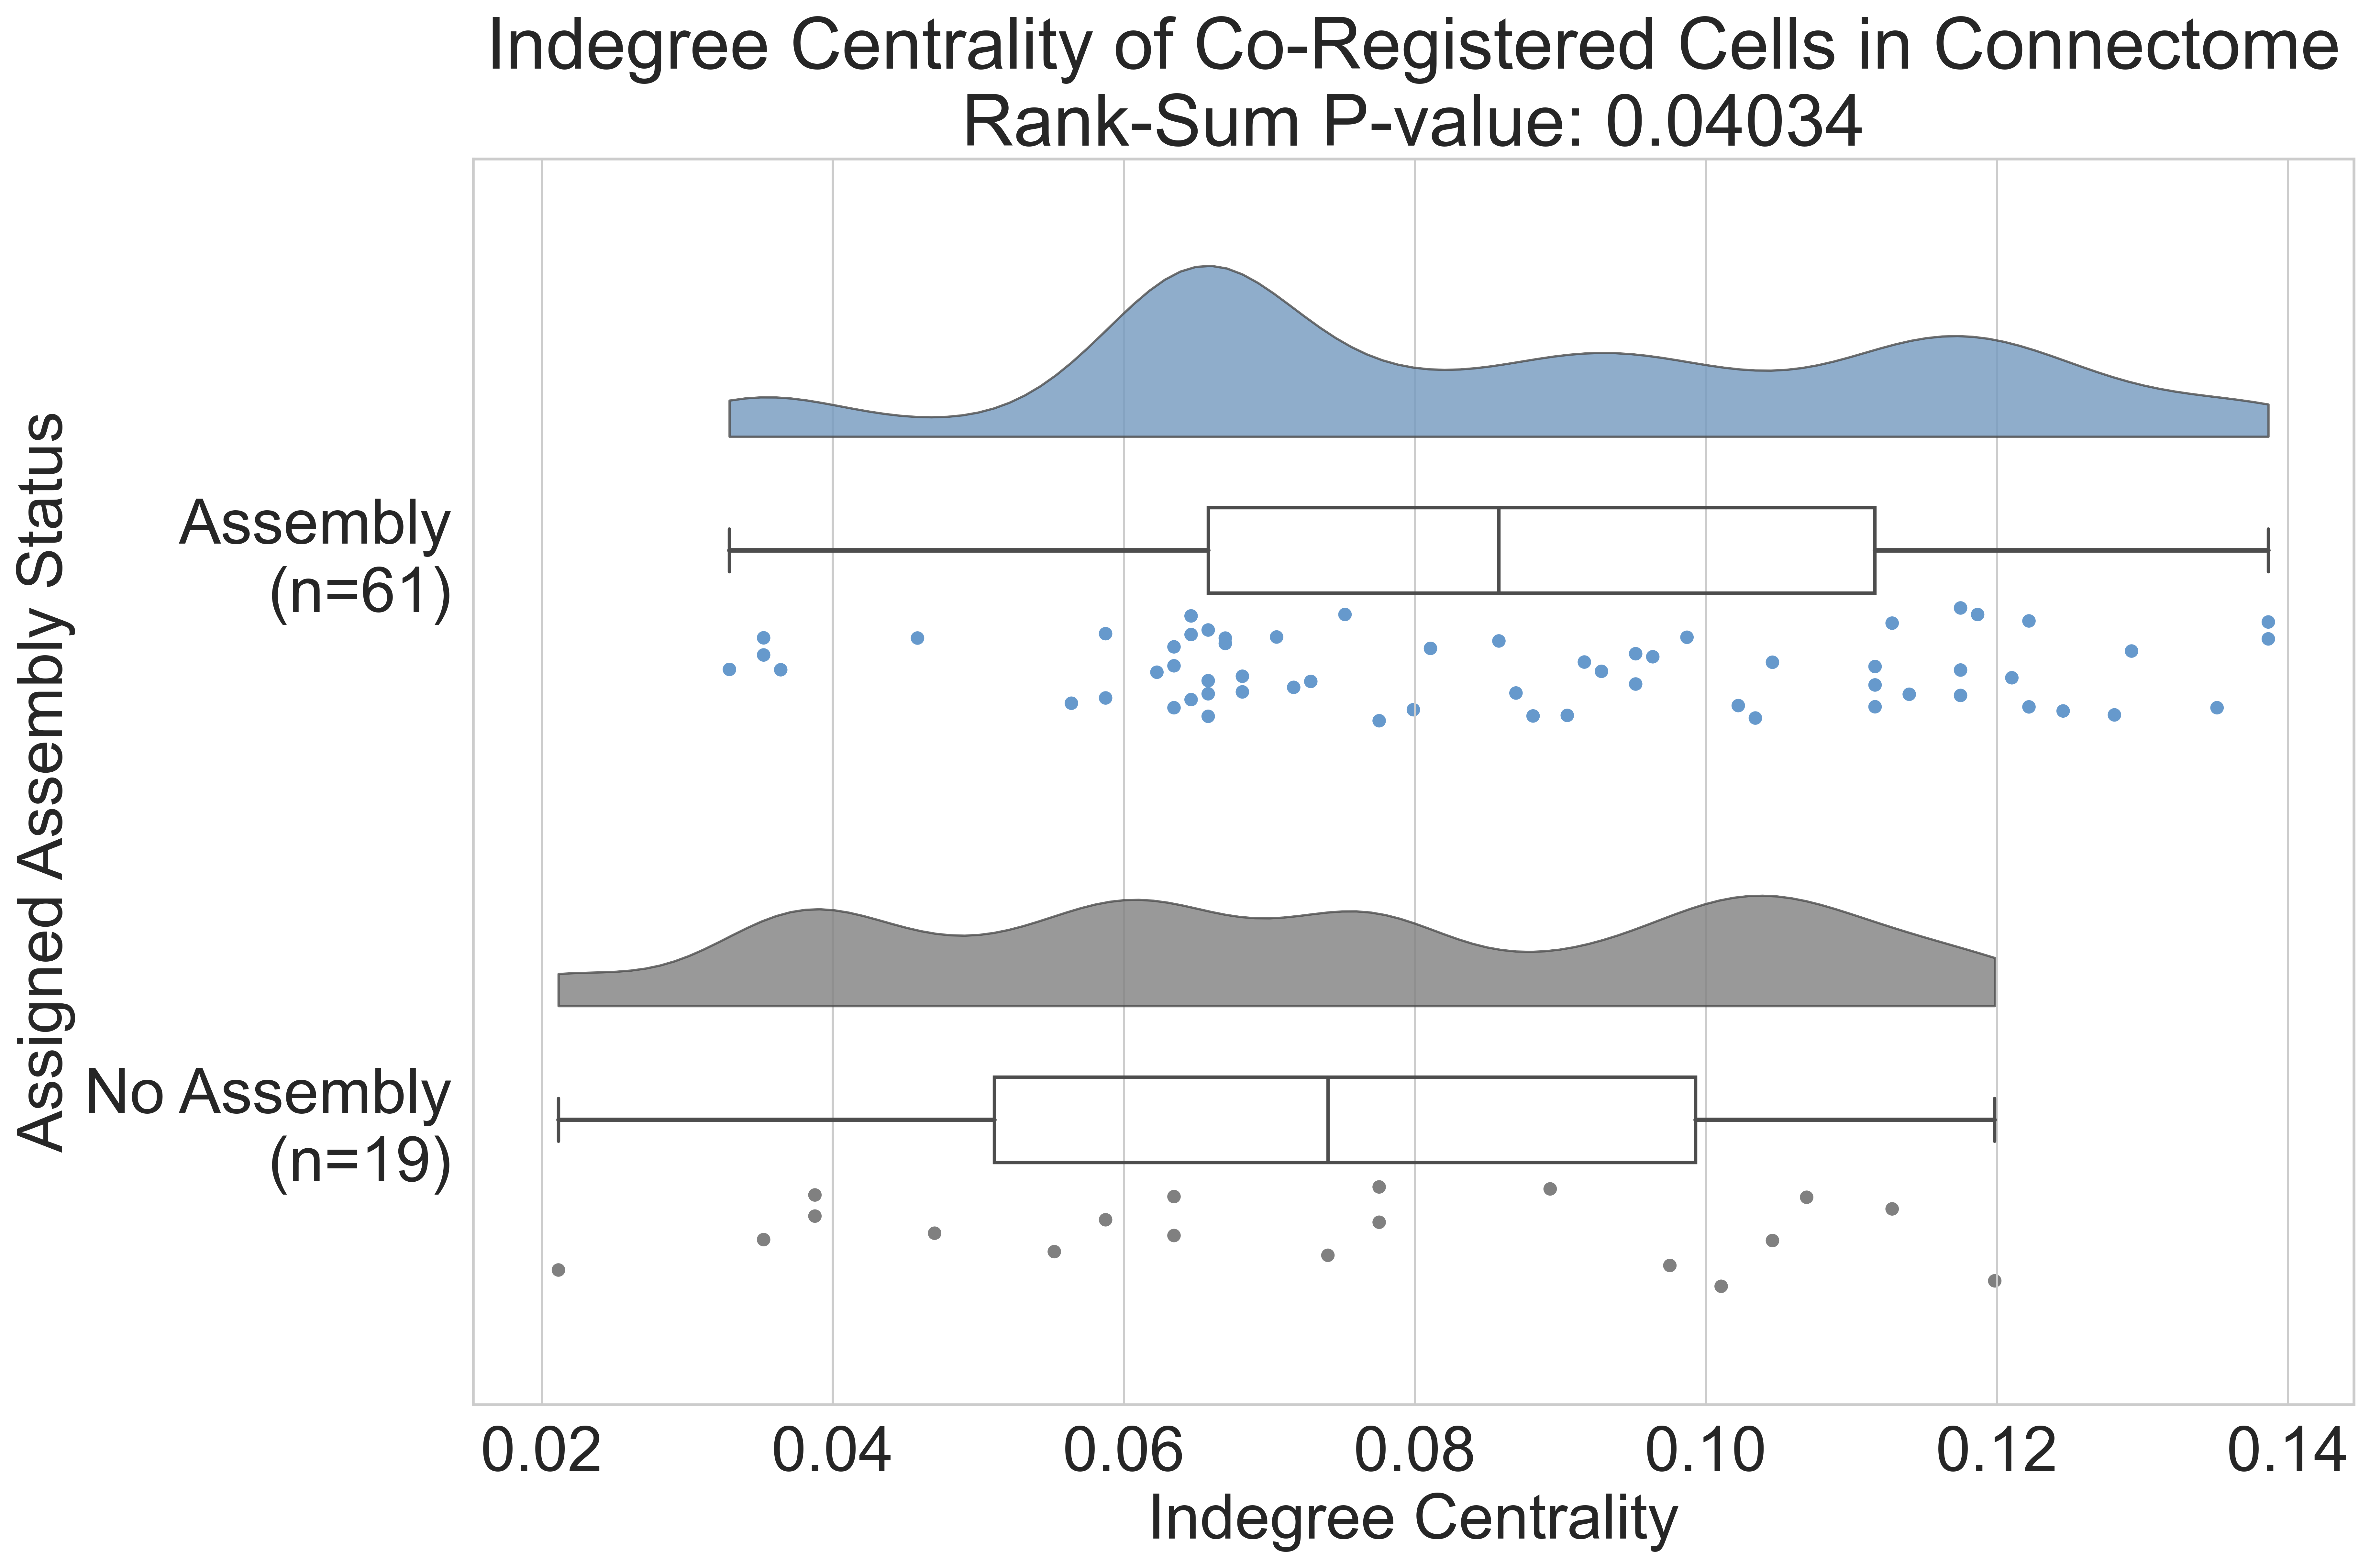 Indegree Centrality of Co-Registered Cells in Connectome
Rank-Sum P-value: 0.04034
Assigned Assembly Status
Assembly
(n=61)
No Assembly
(n=19)
0.02 0.04 0.06 0.08 0.10 0.12 0.14
Indegree Centrality